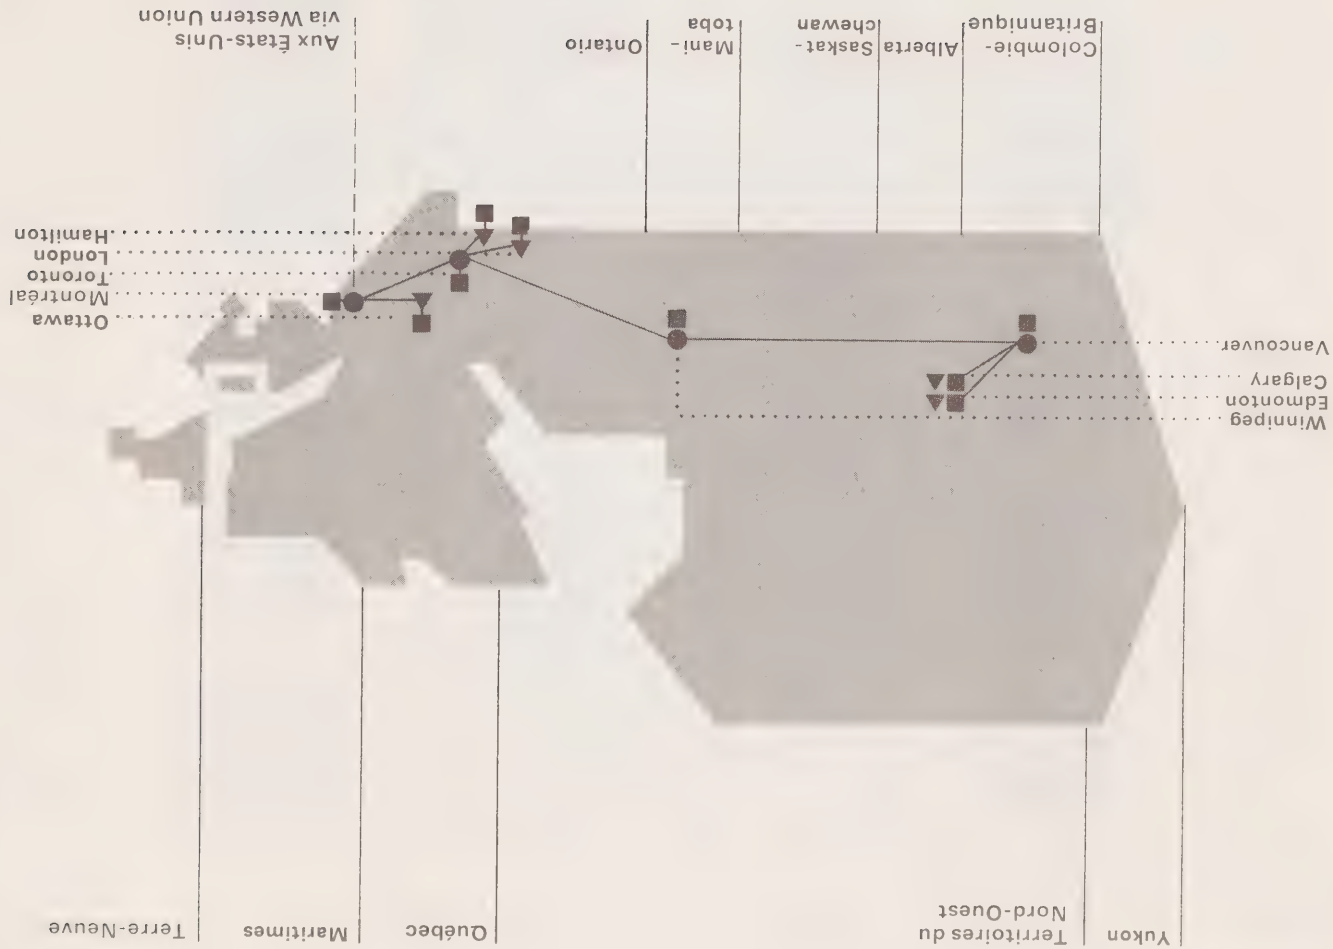 Yukon
Territoires du
Nord-Ouest
Québec
Maritimes
Terre-Neuve
Winnipeg
Edmonton
Calgary
Vancouver
Ottawa
Montréal
Toronto
London
Hamilton
Colombie-
Britannique
Alberta
Saskat-
chewan
Mani-
toba
Ontario
Aux États-Unis
via Western Union